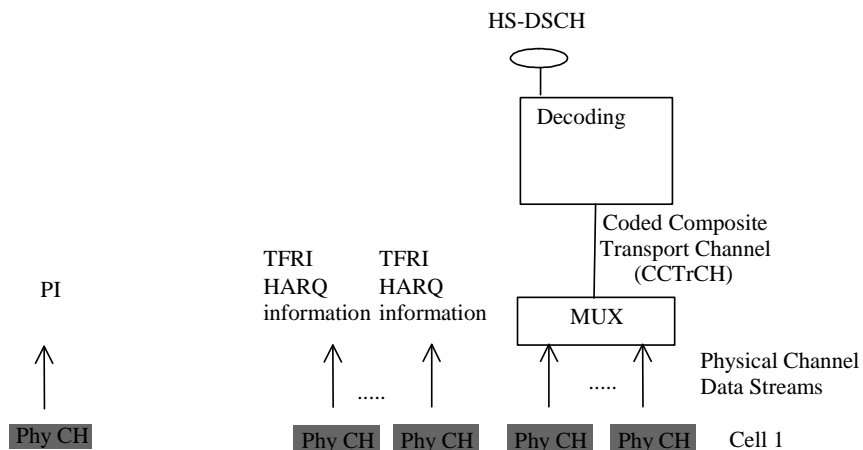 HS-DSCH
Decoding
Coded Composite
Transport Channel
(CCTrCH)
TFRI
HARQ
information
TFRI
HARQ
information
PI
MUX
Physical Channel
Data Streams
.....
.....
Phy CH
Phy CH
Phy CH
Phy CH
Phy CH
Cell 1